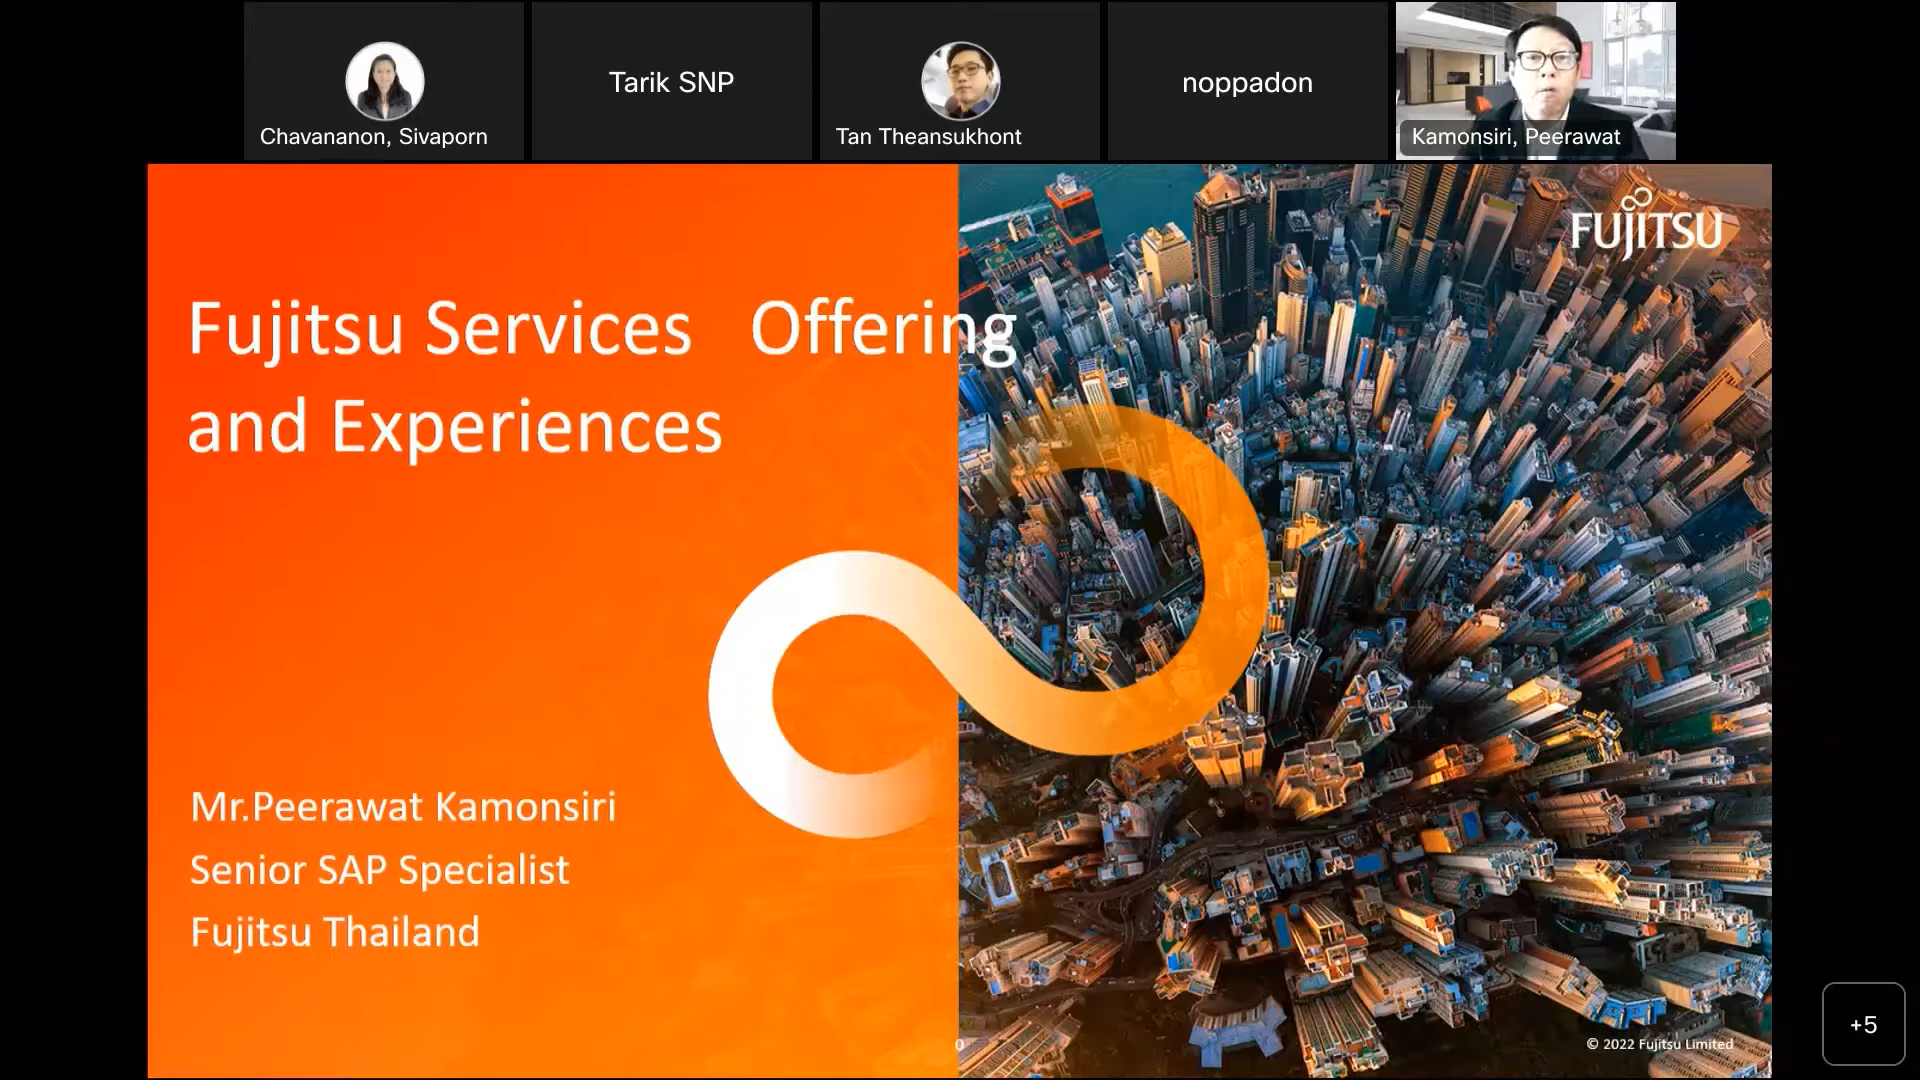 Chavananon, Sivaporn
Tarik SNP
Tan Theansukhont
noppadon
Kamonsiri, Peerawat
FUJITSU
Fujitsu Services Offering
and Experiences
Mr.Peerawat Kamonsiri
Senior SAP Specialist
Fujitsu Thailand
0
© 2022 Fujitsu Limited
+5